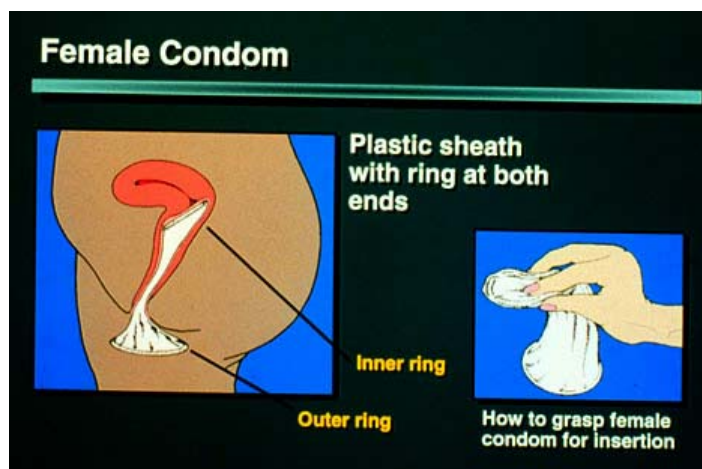 Female Condom
Plastic sheath
with ring at both
ends
Inner ring
Outer ring
How to grasp female
condom for insertion